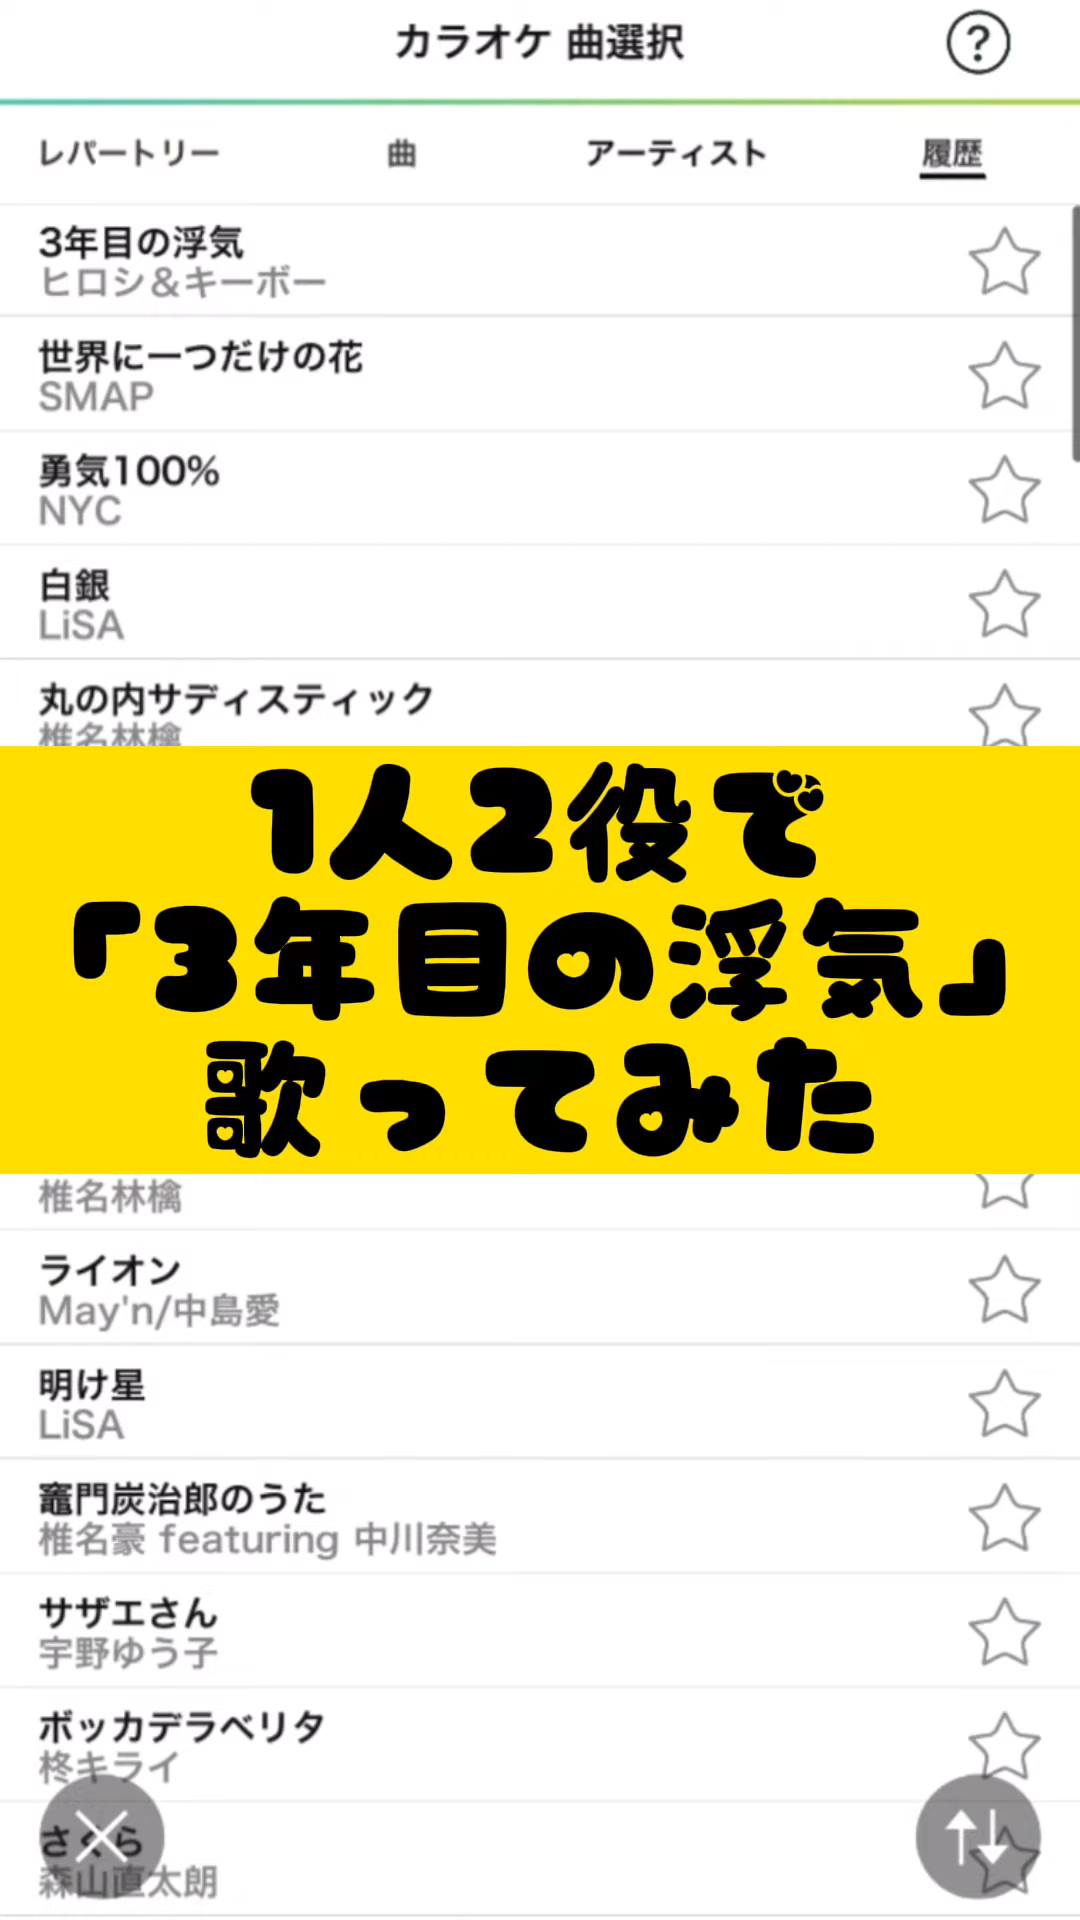 カラオケ 曲選択
?
レパートリー 曲 アーティスト 履歴
3年目の浮気
ヒロシ&キーボー
世界に一つだけの花
SMAP
勇気100%
NYC
白銀
LiSA
丸の内サディスティック
椎名林檎
1人2役で
「3年目の浮気」
歌ってみた
椎名林檎
ライオン
May'n/中島愛
明け星
LiSA
竈門炭治郎のうた
椎名豪 featuring 中川奈美
サザエさん
宇野ゆう子
ボッカデラベリタ
柊キライ
さくら
森山直太朗